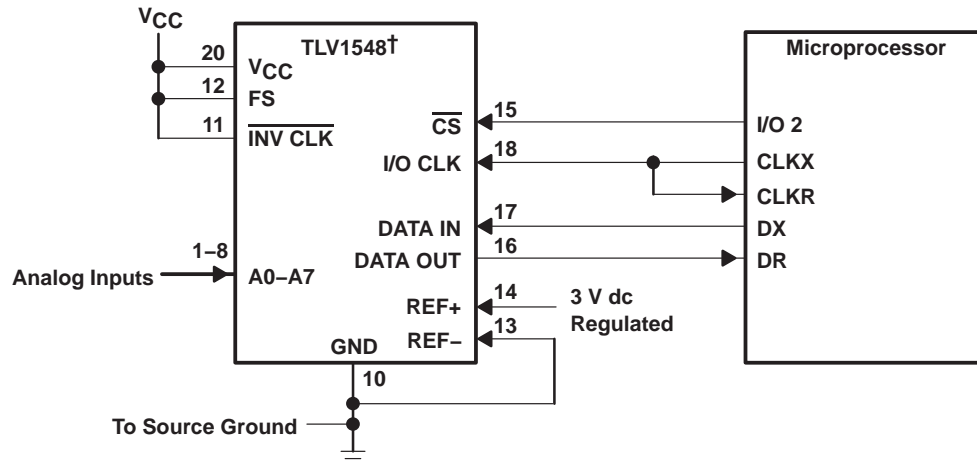 VCC
TLV1548†
Microprocessor
20
VCC
12
FS
11
INV CLK
15
CS
I/O 2
18
I/O CLK
CLKX
CLKR
17
DATA IN
DX
16
DATA OUT
DR
1–8
Analog Inputs
A0–A7
14
REF+
3 V dc
Regulated
13
REF–
GND
10
To Source Ground